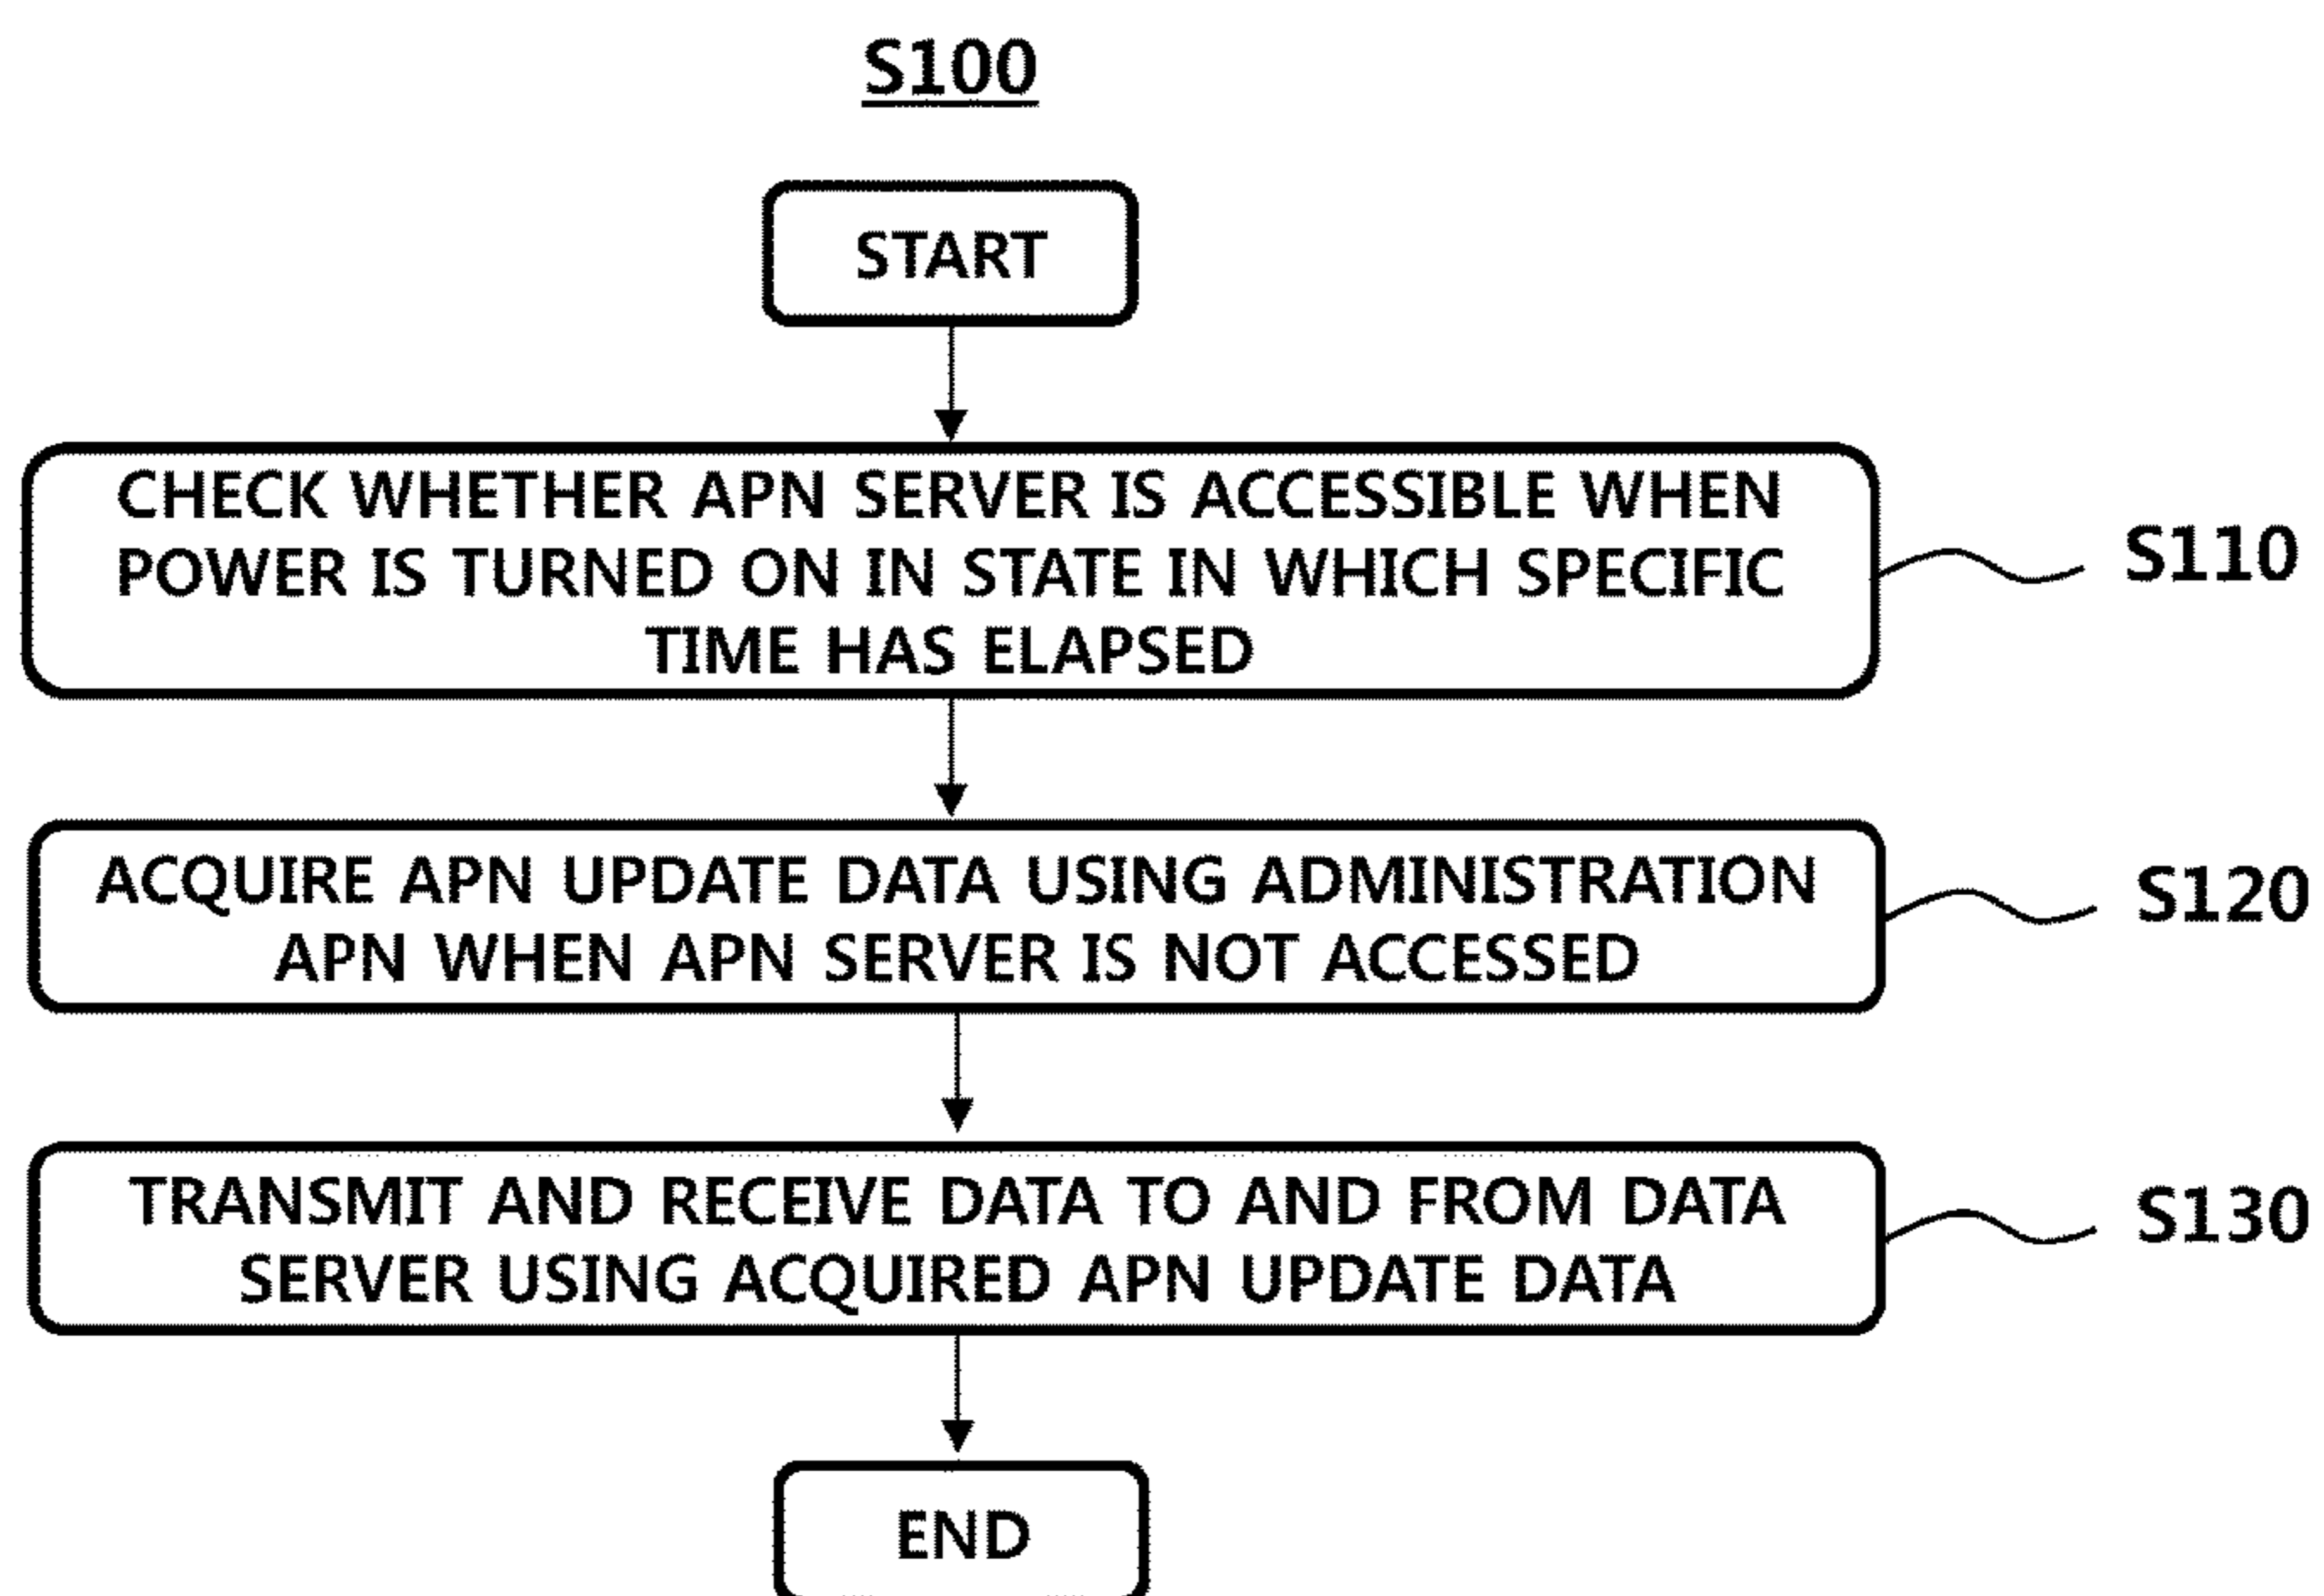 S100
START
CHECK WHETHER APN SERVER IS ACCESSIBLE WHEN
POWER IS TURNED ON IN STATE IN WHICH SPECIFIC
TIME HAS ELAPSED
S110
ACQUIRE APN UPDATE DATA USING ADMINISTRATION
APN WHEN APN SERVER IS NOT ACCESSED
S120
TRANSMIT AND RECEIVE DATA TO AND FROM DATA
SERVER USING ACQUIRED APN UPDATE DATA
S130
END